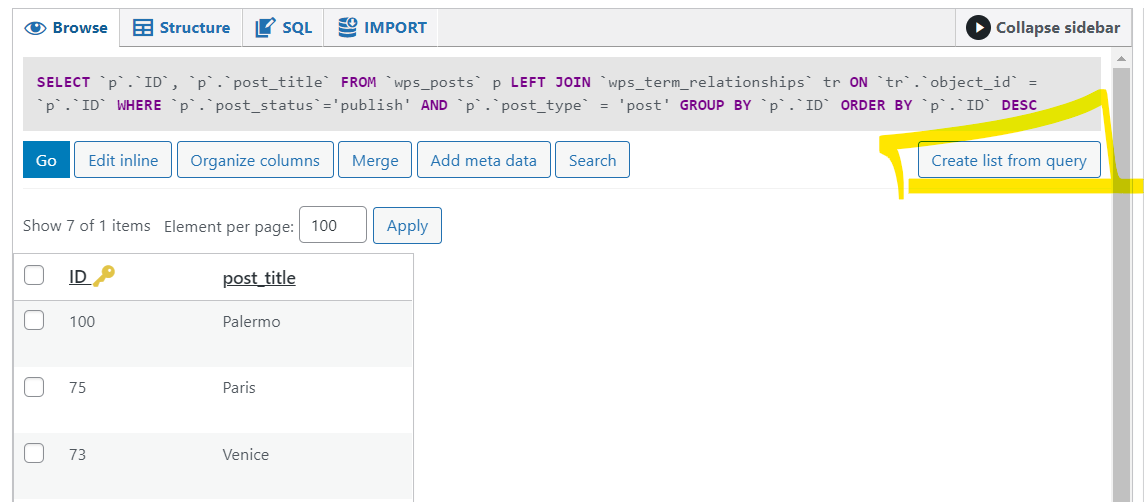 Browse Structure SQL IMPORT Collapse sidebar
SELECT `p`.`ID`, `p`.`post_title` FROM `wps_posts` p LEFT JOIN `wps_term_relationships` tr ON `tr`.`object_id` =
`p`.`ID` WHERE `p`.`post_status`='publish' AND `p`.`post_type` = 'post' GROUP BY `p`.`ID` ORDER BY `p`.`ID` DESC
Go Edit inline Organize columns Merge Add meta data Search Create list from query
Show 7 of 1 items Element per page: 100 Apply
ID post_title
100 Palermo
75 Paris
73 Venice